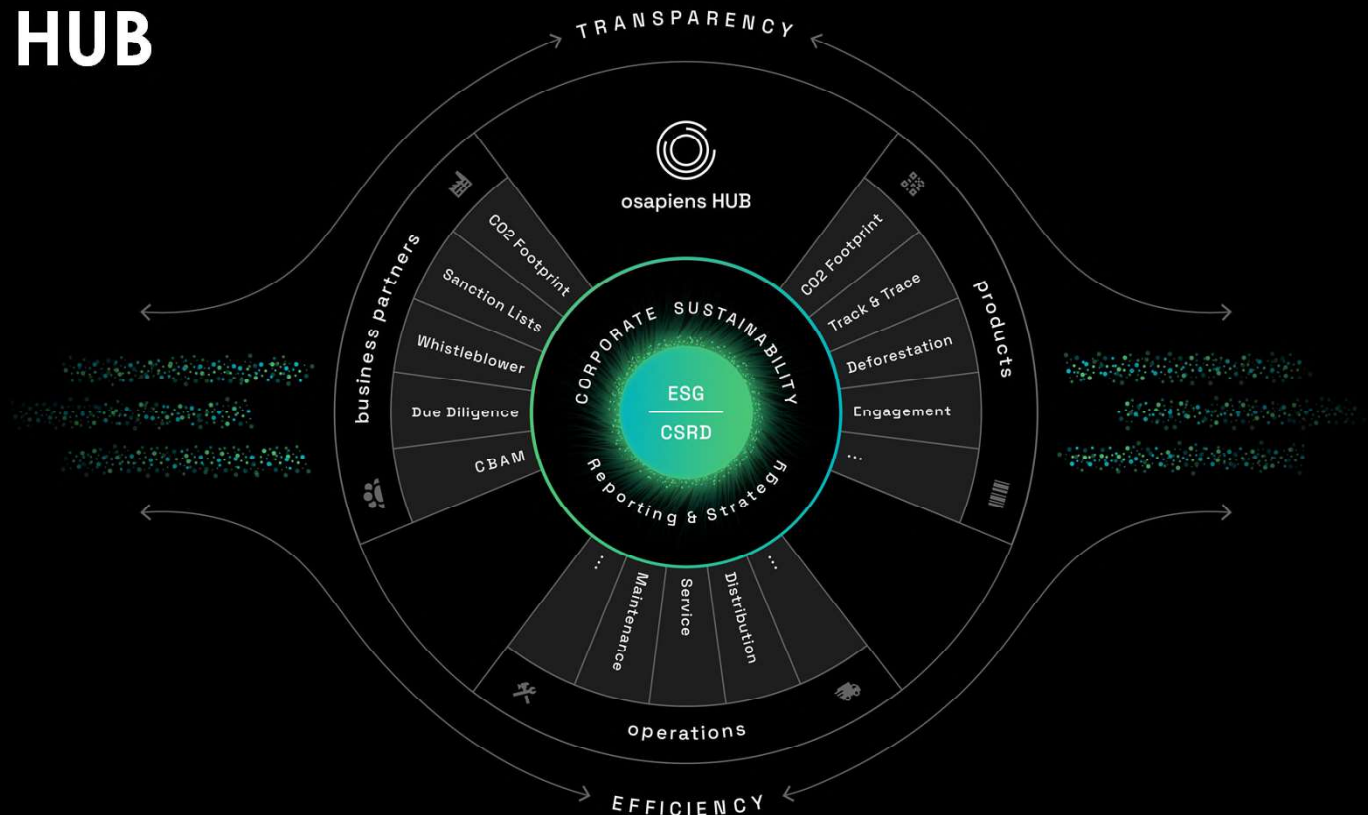 HUB
TRANSPARENCY
osapiens HUB
business partners
CO2 Footprint
Sanction Lists
Whistleblower
Due Diligence
CBAM
CORPORATE SUSTAINABILITY
ESG
CSRD
Reporting & Strategy
products
CO2 Footprint
Track & Trace
Deforestation
Engagement
...
...
Maintenance
Service
Distribution
...
operations
EFFICIENCY